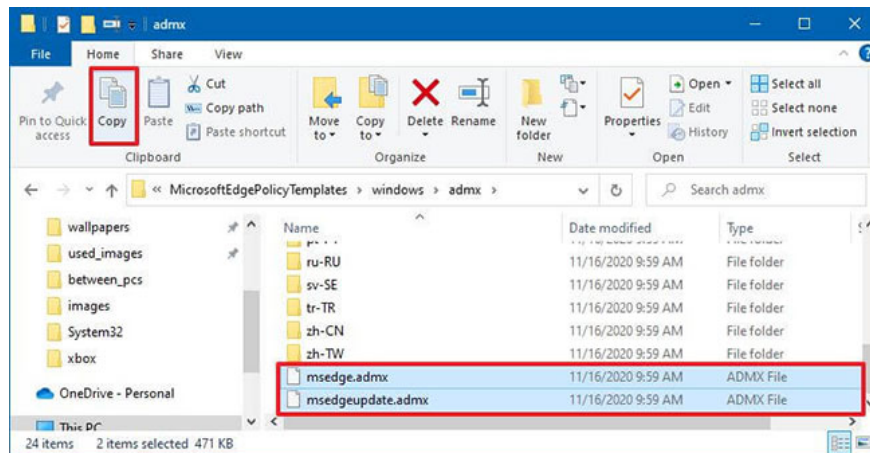 admx
File Home Share View
Pin to Quick access
Copy
Paste
Cut
Copy path
Paste shortcut
Clipboard
Move to
Copy to
Delete
Rename
Organize
New folder
New
Properties
Open
Edit
History
Open
Select all
Select none
Invert selection
Select
« MicrosoftEdgePolicyTemplates › windows › admx ›
Search admx
wallpapers
used_images
between_pcs
images
System32
xbox
OneDrive - Personal
This PC
Name Date modified Type
ru-RU 11/16/2020 9:59 AM File folder
sv-SE 11/16/2020 9:59 AM File folder
tr-TR 11/16/2020 9:59 AM File folder
zh-CN 11/16/2020 9:59 AM File folder
zh-TW 11/16/2020 9:59 AM File folder
msedge.admx 11/16/2020 9:59 AM ADMX File
msedgeupdate.admx 11/16/2020 9:59 AM ADMX File
24 items 2 items selected 471 KB